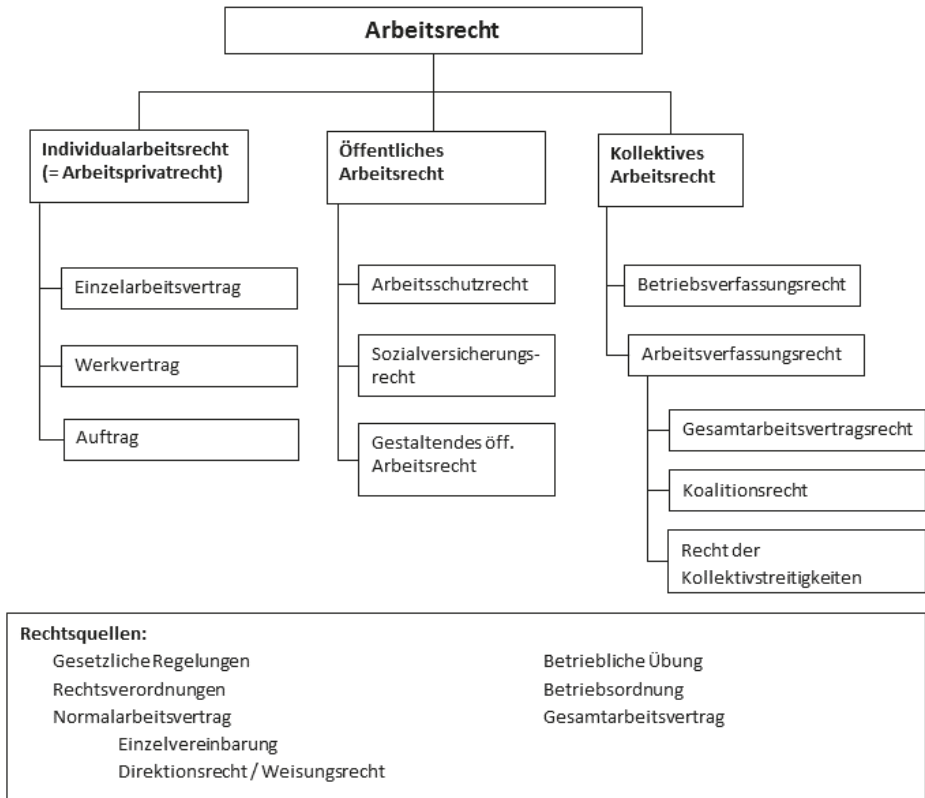 Arbeitsrecht
Individualarbeitsrecht
(= Arbeitsprivatrecht)
Einzelarbeitsvertrag
Werkvertrag
Auftrag
Öffentliches
Arbeitsrecht
Arbeitsschutzrecht
Sozialversicherungs-
recht
Gestaltendes öff.
Arbeitsrecht
Kollektives
Arbeitsrecht
Betriebsverfassungsrecht
Arbeitsverfassungsrecht
Gesamtarbeitsvertragsrecht
Koalitionsrecht
Recht der
Kollektivstreitigkeiten
Rechtsquellen:
Gesetzliche Regelungen
Rechtsverordnungen
Normalarbeitsvertrag
Einzelvereinbarung
Direktionsrecht / Weisungsrecht
Betriebliche Übung
Betriebsordnung
Gesamtarbeitsvertrag